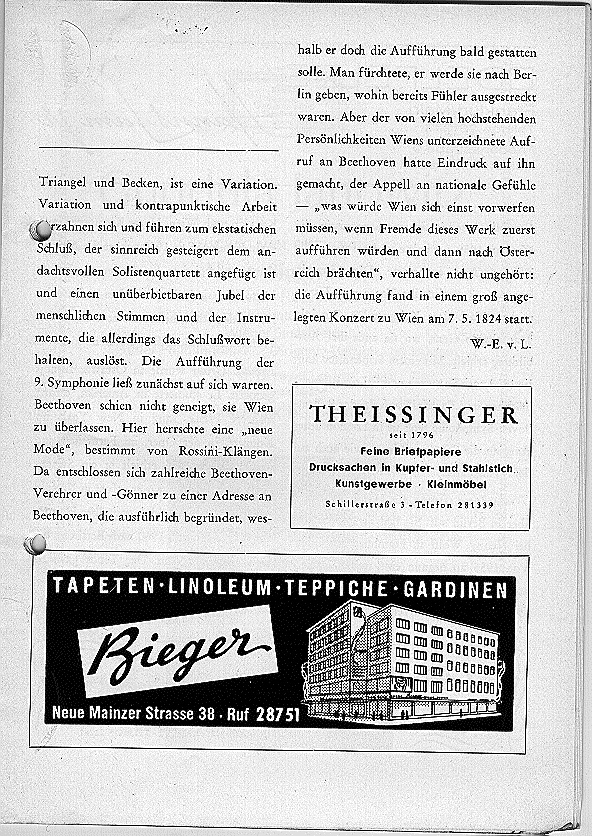 Triangel und Becken, ist eine Variation.
Variation und kontrapunktische Arbeit
rzahnen sich und führen zum ekstatischen
Schluß, der sinnreich gesteigert dem an-
dachtsvollen Solistenquartett angefügt ist
und einen unüberbietbaren Jubel der
menschlichen Stimmen und der Instru-
mente, die allerdings das Schlußwort be-
halten, auslöst. Die Aufführung der
9. Symphonie ließ zunächst auf sich warten.
Beethoven schien nicht geneigt, sie Wien
zu überlassen. Hier herrschte eine „neue
Mode“, bestimmt von Rossini-Klängen.
Da entschlossen sich zahlreiche Beethoven-
Verehrer und -Gönner zu einer Adresse an
Beethoven, die ausführlich begründet, wes-
halb er doch die Aufführung bald gestatten
solle. Man fürchtete, er werde sie nach Ber-
lin geben, wohin bereits Fühler ausgestreckt
waren. Aber der von vielen hochstehenden
Persönlichkeiten Wiens unterzeichnete Auf-
ruf an Beethoven hatte Eindruck auf ihn
gemacht, der Appell an nationale Gefühle
— „was würde Wien sich einst vorwerfen
müssen, wenn Fremde dieses Werk zuerst
aufführen würden und dann nach Öster-
reich brächten“, verhallte nicht ungehört:
die Aufführung fand in einem groß ange-
legten Konzert zu Wien am 7. 5. 1824 statt.
W.-E. v. L.
THEISSINGER
seit 1796
Feine Briefpapiere
Drucksachen in Kupfer- und Stahlstich
Kunstgewerbe · Kleinmöbel
Schillerstraße 3 - Telefon 281339
TAPETEN · LINOLEUM · TEPPICHE · GARDINEN
Bieger
Neue Mainzer Strasse 38 · Ruf 28751